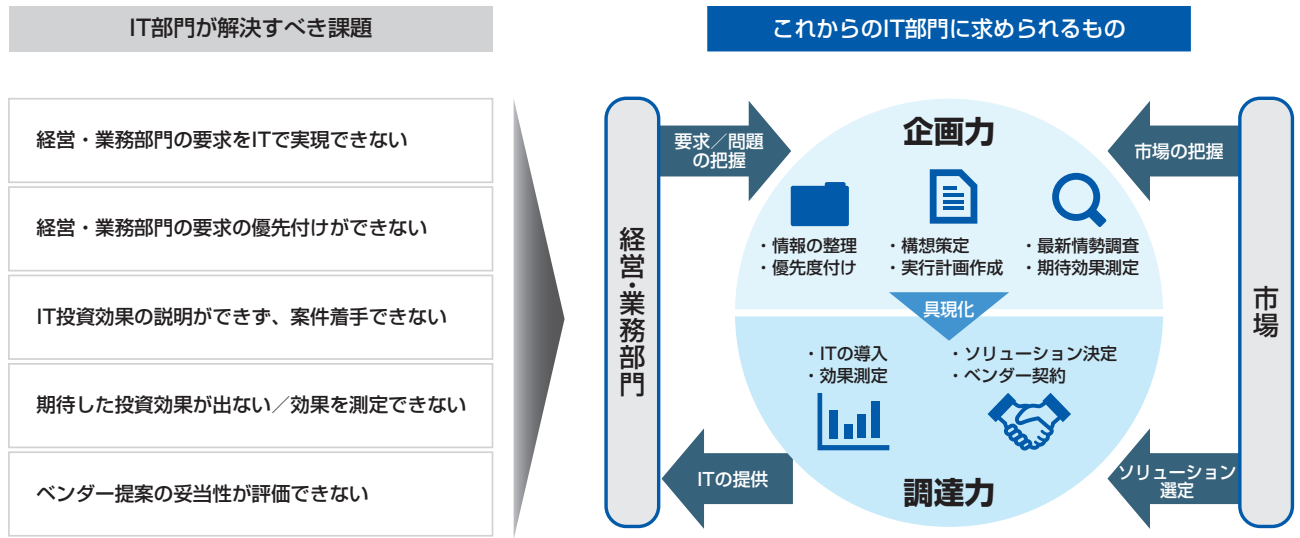 IT部門が解決すべき課題
経営・業務部門の要求をITで実現できない
経営・業務部門の要求の優先付けができない
IT投資効果の説明ができず、案件着手できない
期待した投資効果が出ない／効果を測定できない
ベンダー提案の妥当性が評価できない
これからのIT部門に求められるもの
経営・業務部門
要求／問題
の把握
企画力
市場の把握
・情報の整理
・優先度付け
・構想策定
・実行計画作成
・最新情勢調査
・期待効果測定
具現化
・ITの導入
・効果測定
・ソリューション決定
・ベンダー契約
ITの提供
調達力
ソリューション
選定
市場